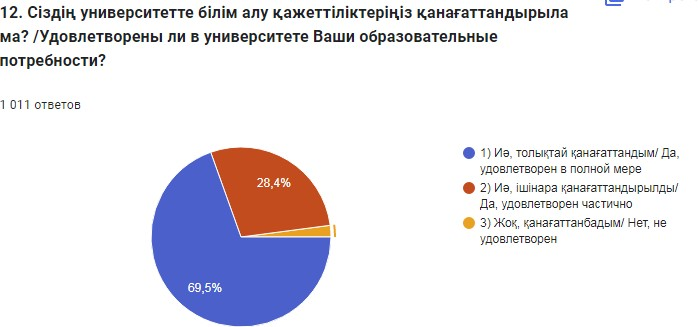 12. Сіздің университетте білім алу қажеттіліктеріңіз қанағаттандырыла
ма? /Удовлетворены ли в университете Ваши образовательные
потребности?
1 011 ответов
1) Иә, толықтай қанағаттандым/ Да,
удовлетворен в полной мере
2) Иә, ішінара қанағаттандырылды/
Да, удовлетворен частично
3) Жоқ, қанағаттанбадым/ Нет, не
удовлетворен
28,4%
69,5%